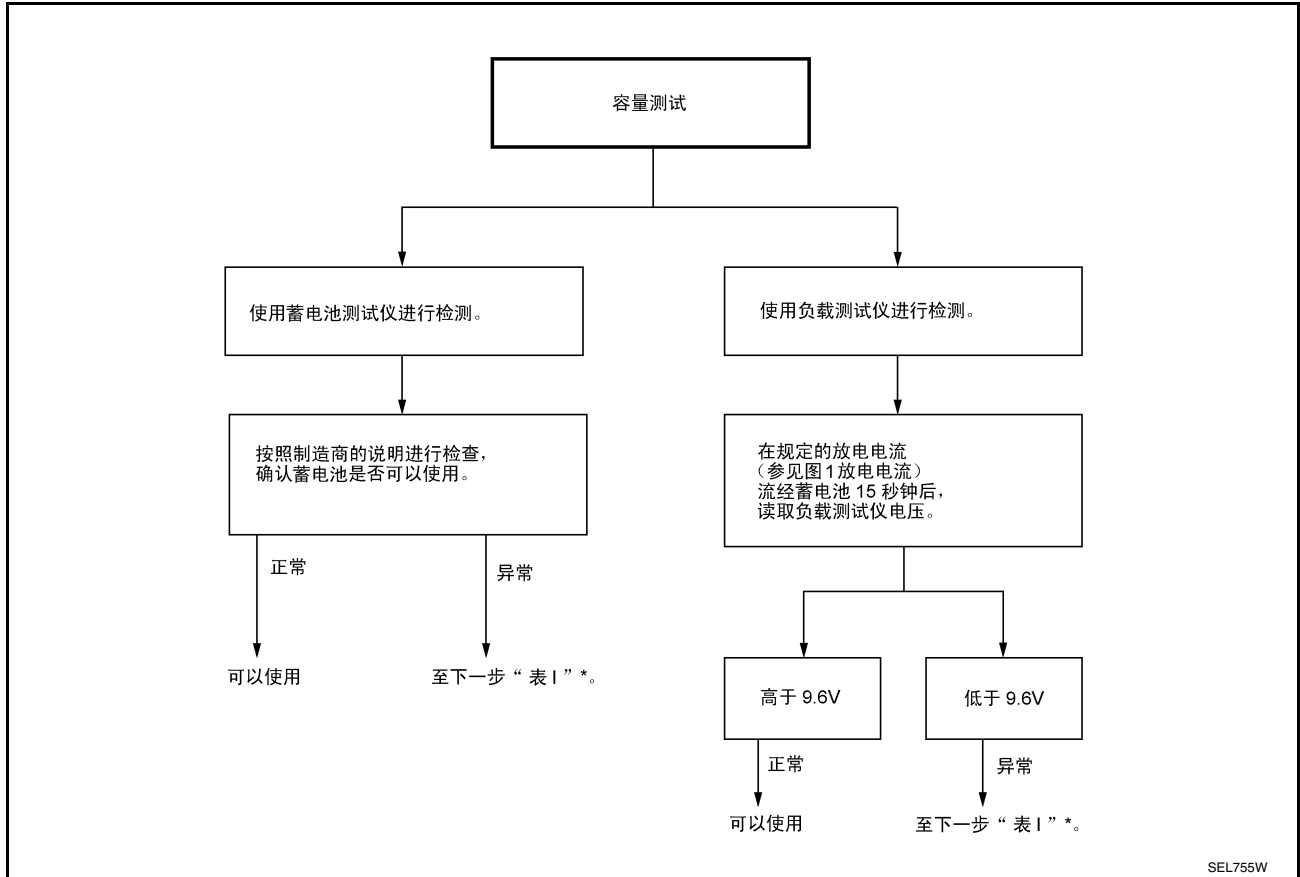 容量测试
使用蓄电池测试仪进行检测。
使用负载测试仪进行检测。
按照制造商的说明进行检查，
确认蓄电池是否可以使用。
在规定的放电电流
（参见图1放电电流）
流经蓄电池 15 秒钟后，
读取负载测试仪电压。
正常
异常
可以使用
至下一步“ 表 I ” *。
高于 9.6V
低于 9.6V
正常
异常
可以使用
至下一步“ 表 I ” *。
SEL755W